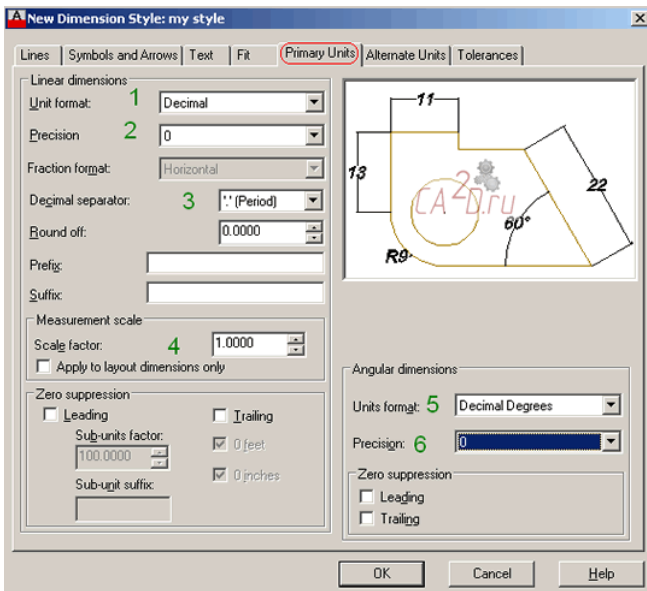 New Dimension Style: my style
Lines Symbols and Arrows Text Fit Primary Units Alternate Units Tolerances
Linear dimensions
Unit format: 1 Decimal
Precision 2 0
Fraction format: Horizontal
Decimal separator: 3 '.' (Period)
Round off: 0.0000
Prefix:
Suffix:
Measurement scale
Scale factor: 4 1.0000
Apply to layout dimensions only
Zero suppression
Leading Trailing
Sub-units factor: 0 feet
100.0000
0 inches
Sub-unit suffix:
11
13
22
CA2D.ru
60°
R9
Angular dimensions
Units format: 5 Decimal Degrees
Precision: 6 0
Zero suppression
Leading
Trailing
OK Cancel Help